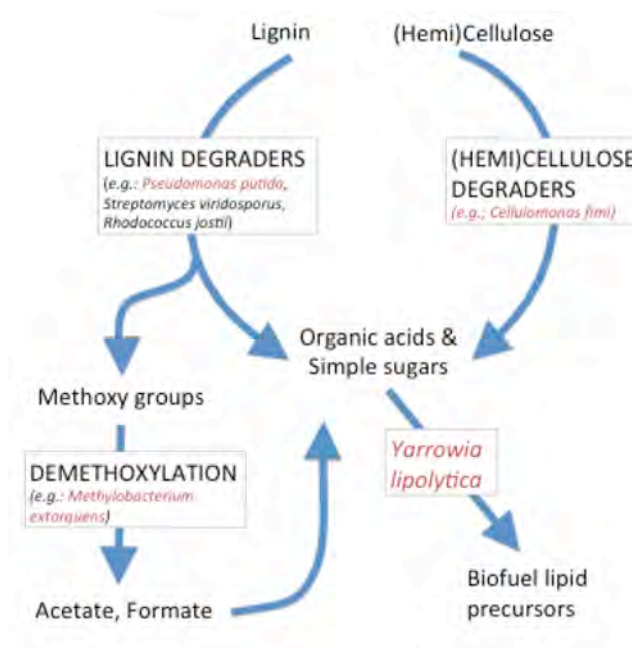 Lignin
(Hemi)Cellulose
LIGNIN DEGRADERS
(e.g.: Pseudomonas putida,
Streptomyces viridosporus,
Rhodococcus jostii)
(HEMI)CELLULOSE
DEGRADERS
(e.g.; Cellulomonas fimi)
Organic acids &
Simple sugars
Methoxy groups
DEMETHOXYLATION
(e.g.: Methylobacterium
extorquens)
Yarrowia
lipolytica
Acetate, Formate
Biofuel lipid
precursors